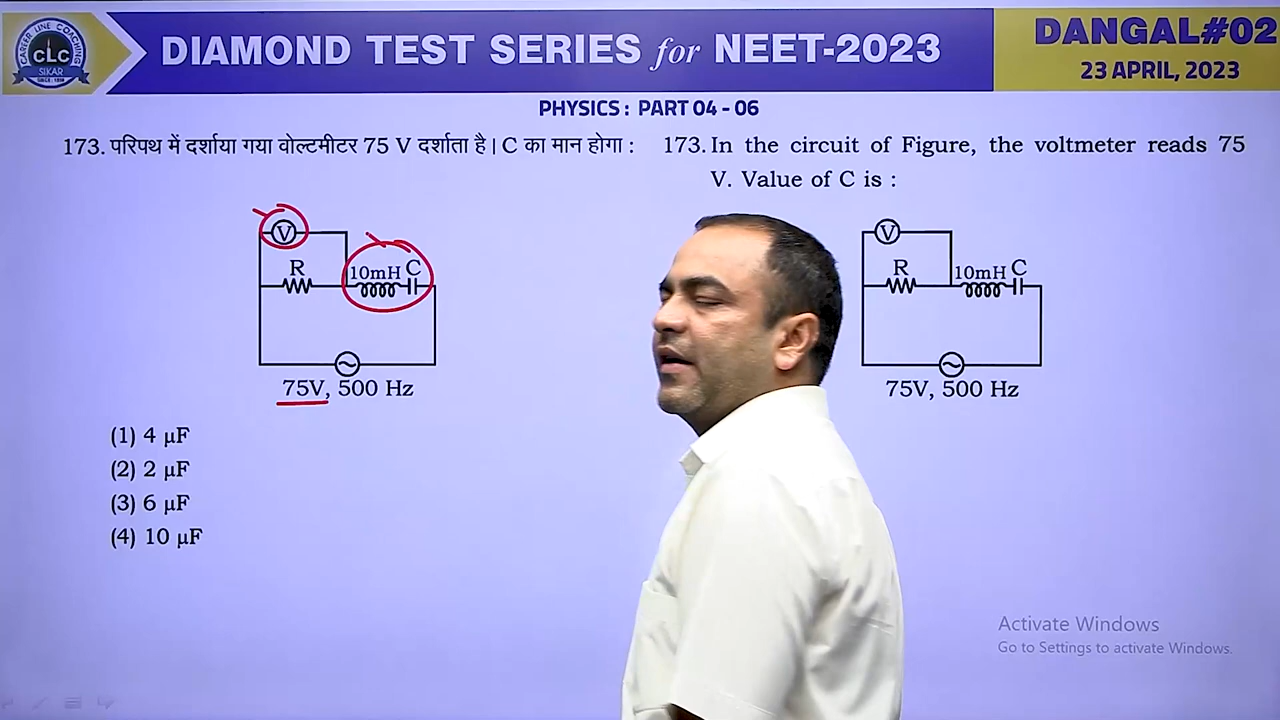 CAREER LINE COACHING
CLC
SIKAR
SINCE : 1996
DIAMOND TEST SERIES for NEET-2023
DANGAL#02
23 APRIL, 2023
PHYSICS : PART 04 - 06
173. परिपथ में दर्शाया गया वोल्टमीटर 75 V दर्शाता है। C का मान होगा :
V
R
10mH C
75V, 500 Hz
(1) 4 µF
(2) 2 µF
(3) 6 µF
(4) 10 µF
173. In the circuit of Figure, the voltmeter reads 75
V. Value of C is :
V
R
10mH C
75V, 500 Hz
Activate Windows
Go to Settings to activate Windows.